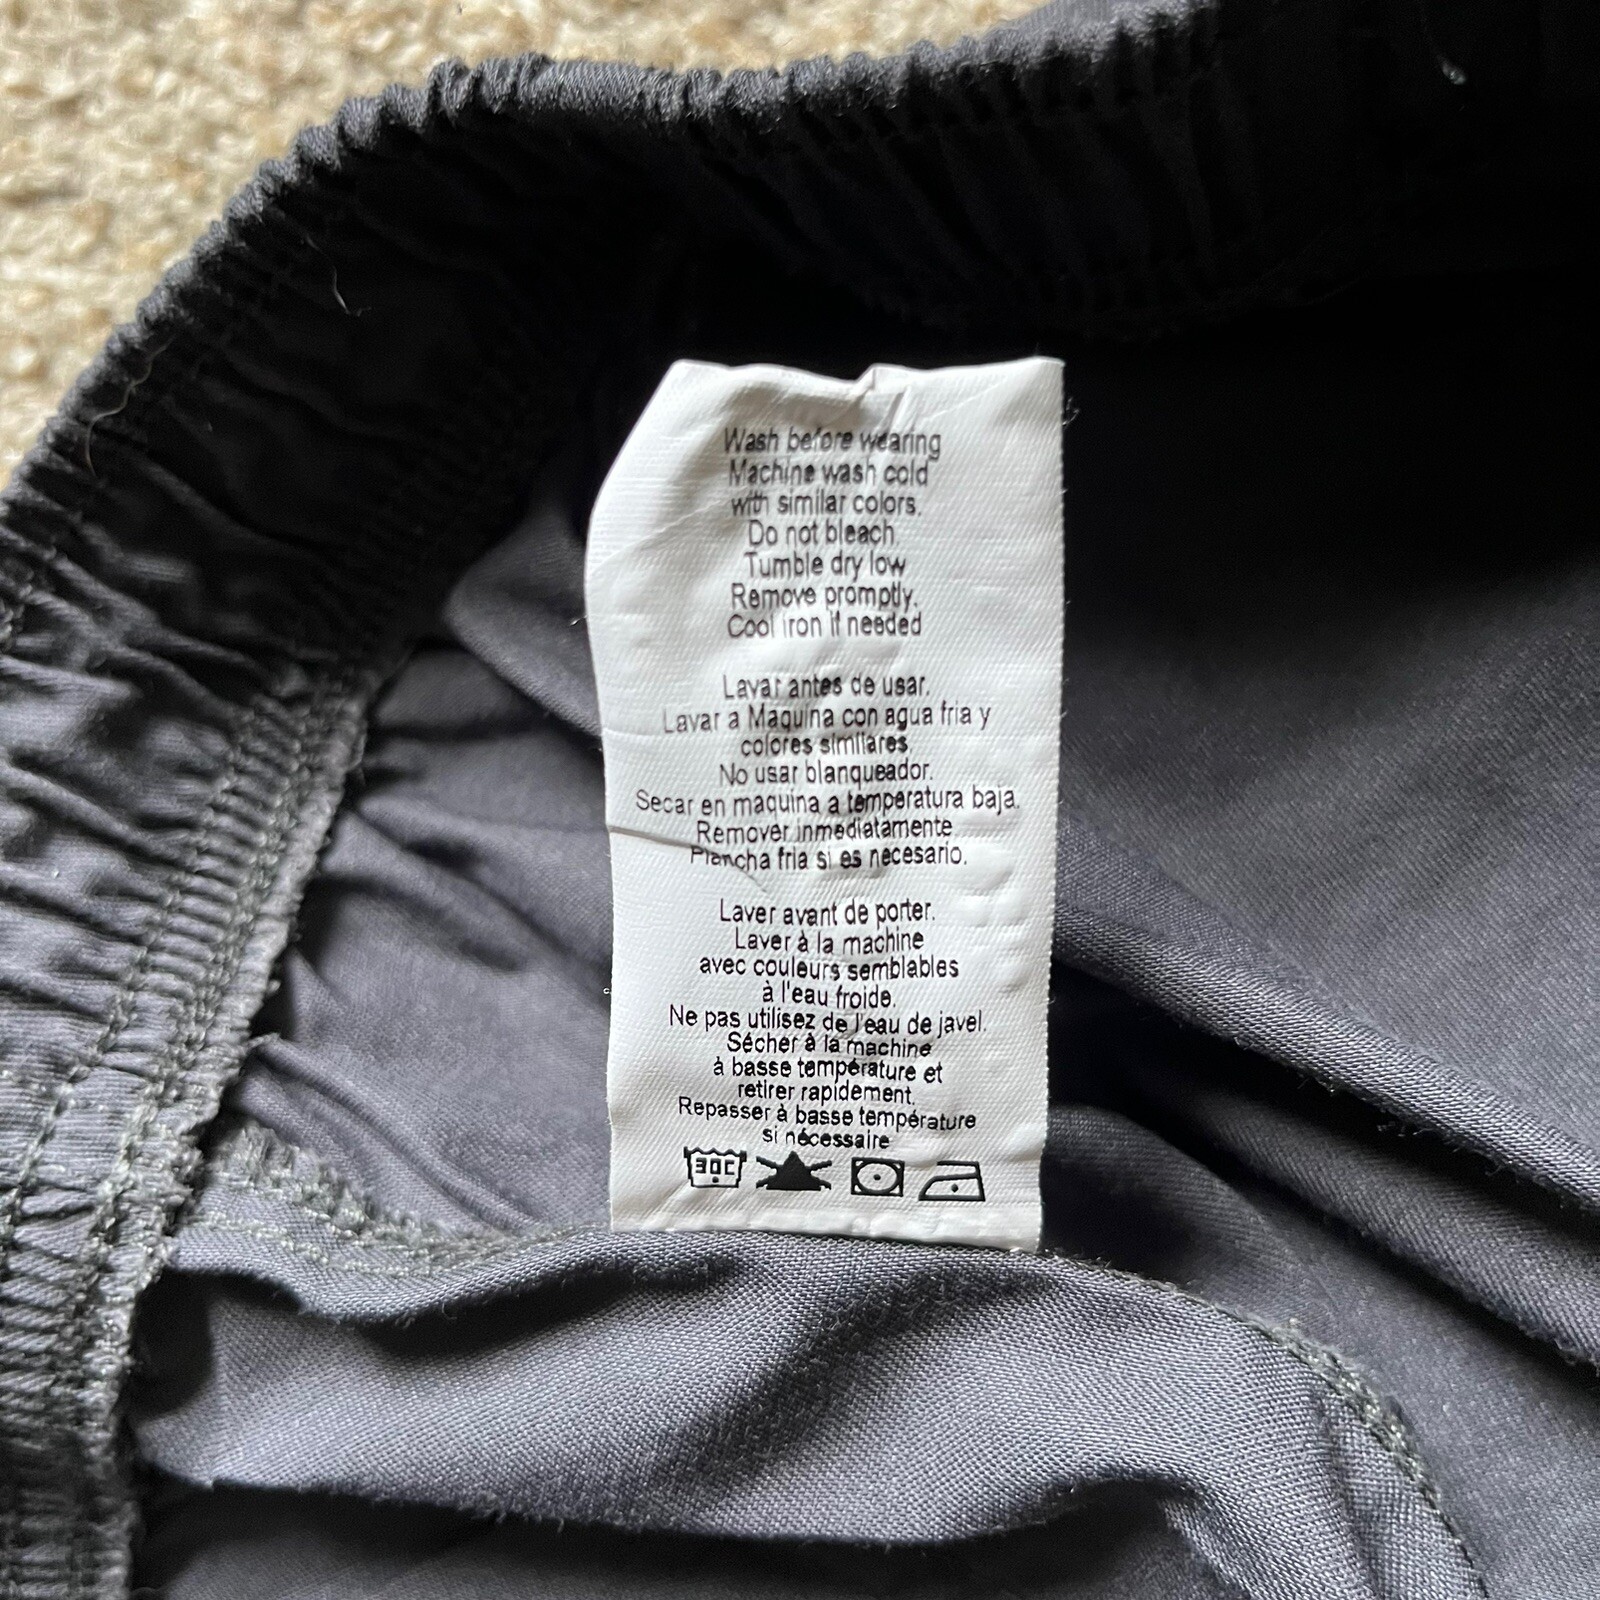 Wash before wearing
Machine wash cold
with similar colors.
Do not bleach.
Tumble dry low
Remove promptly.
Cool iron if needed
Lavar antes de usar.
Lavar a Maquina con agua fria y
colores similares.
No usar blanqueador.
Secar en maquina a temperatura baja.
Remover inmediatamente.
Plancha fria si es necesario.
Laver avant de porter.
Laver à la machine
avec couleurs semblables
à l'eau froide.
Ne pas utilisez de l'eau de javel.
Sécher à la machine
à basse température et
retirer rapidement.
Repasser à basse température
si nécessaire
30C